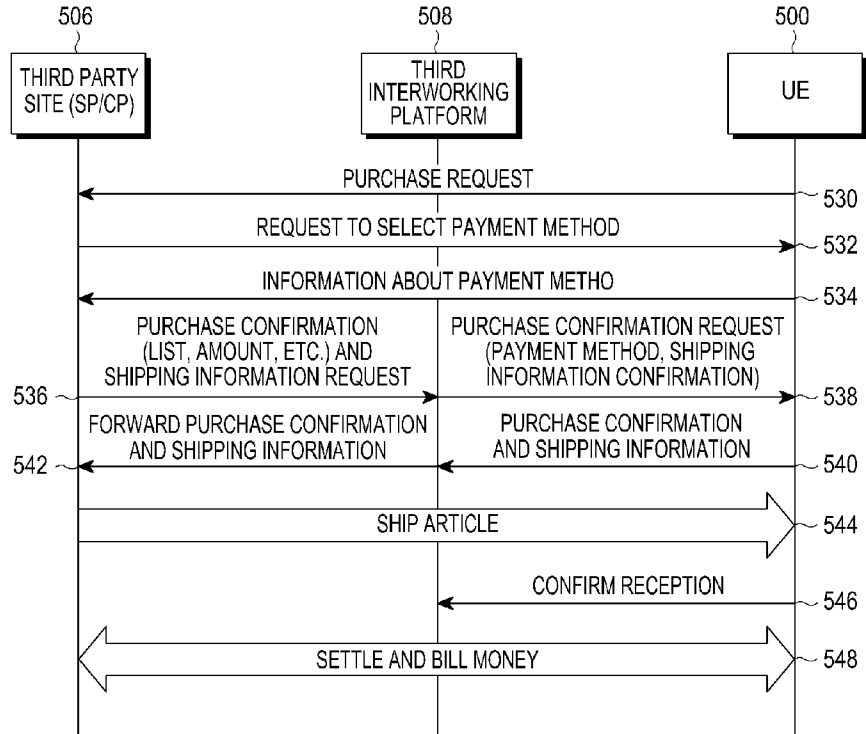 506
508
500
THIRD PARTY
SITE (SP/CP)
THIRD
INTERWORKING
PLATFORM
UE
PURCHASE REQUEST
530
REQUEST TO SELECT PAYMENT METHOD
532
INFORMATION ABOUT PAYMENT METHO
534
PURCHASE CONFIRMATION
(LIST, AMOUNT, ETC.) AND
SHIPPING INFORMATION REQUEST
536
PURCHASE CONFIRMATION REQUEST
(PAYMENT METHOD, SHIPPING
INFORMATION CONFIRMATION)
538
FORWARD PURCHASE CONFIRMATION
AND SHIPPING INFORMATION
542
PURCHASE CONFIRMATION
AND SHIPPING INFORMATION
540
SHIP ARTICLE
544
CONFIRM RECEPTION
546
SETTLE AND BILL MONEY
548